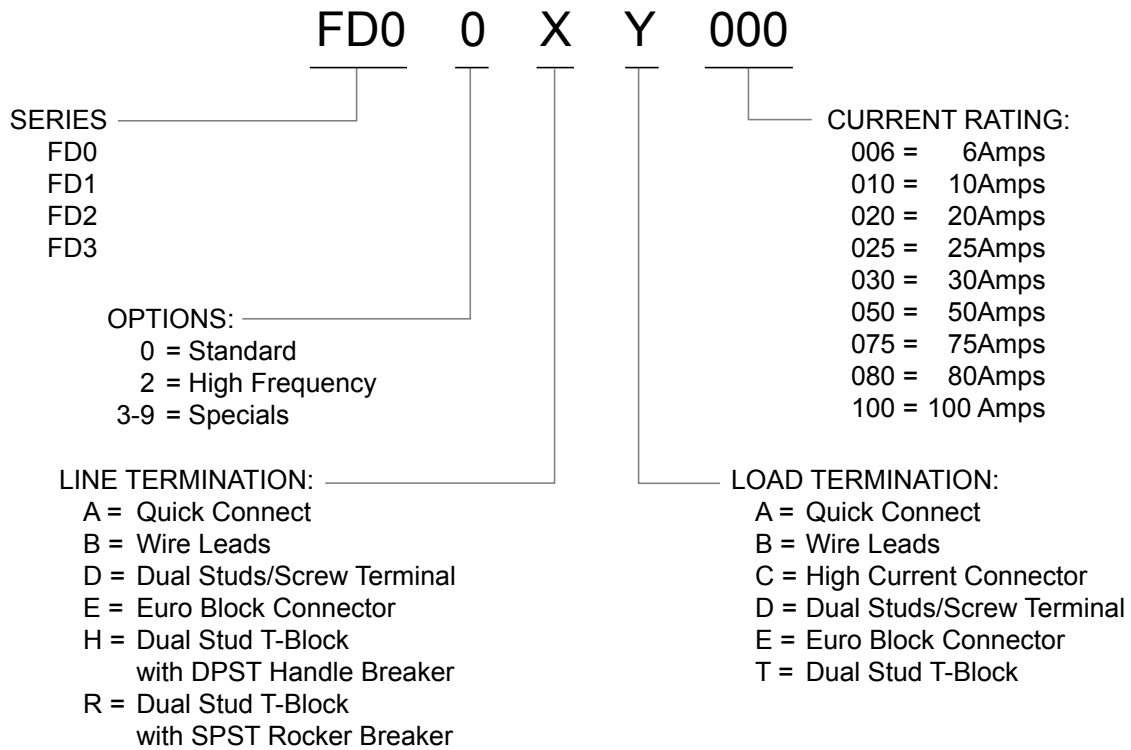 FD0 0 X Y 000
SERIES
FD0
FD1
FD2
FD3
CURRENT RATING:
006 = 6Amps
010 = 10Amps
020 = 20Amps
025 = 25Amps
030 = 30Amps
050 = 50Amps
075 = 75Amps
080 = 80Amps
100 = 100 Amps
OPTIONS:
0 = Standard
2 = High Frequency
3-9 = Specials
LINE TERMINATION:
A = Quick Connect
B = Wire Leads
D = Dual Studs/Screw Terminal
E = Euro Block Connector
H = Dual Stud T-Block
with DPST Handle Breaker
R = Dual Stud T-Block
with SPST Rocker Breaker
LOAD TERMINATION:
A = Quick Connect
B = Wire Leads
C = High Current Connector
D = Dual Studs/Screw Terminal
E = Euro Block Connector
T = Dual Stud T-Block